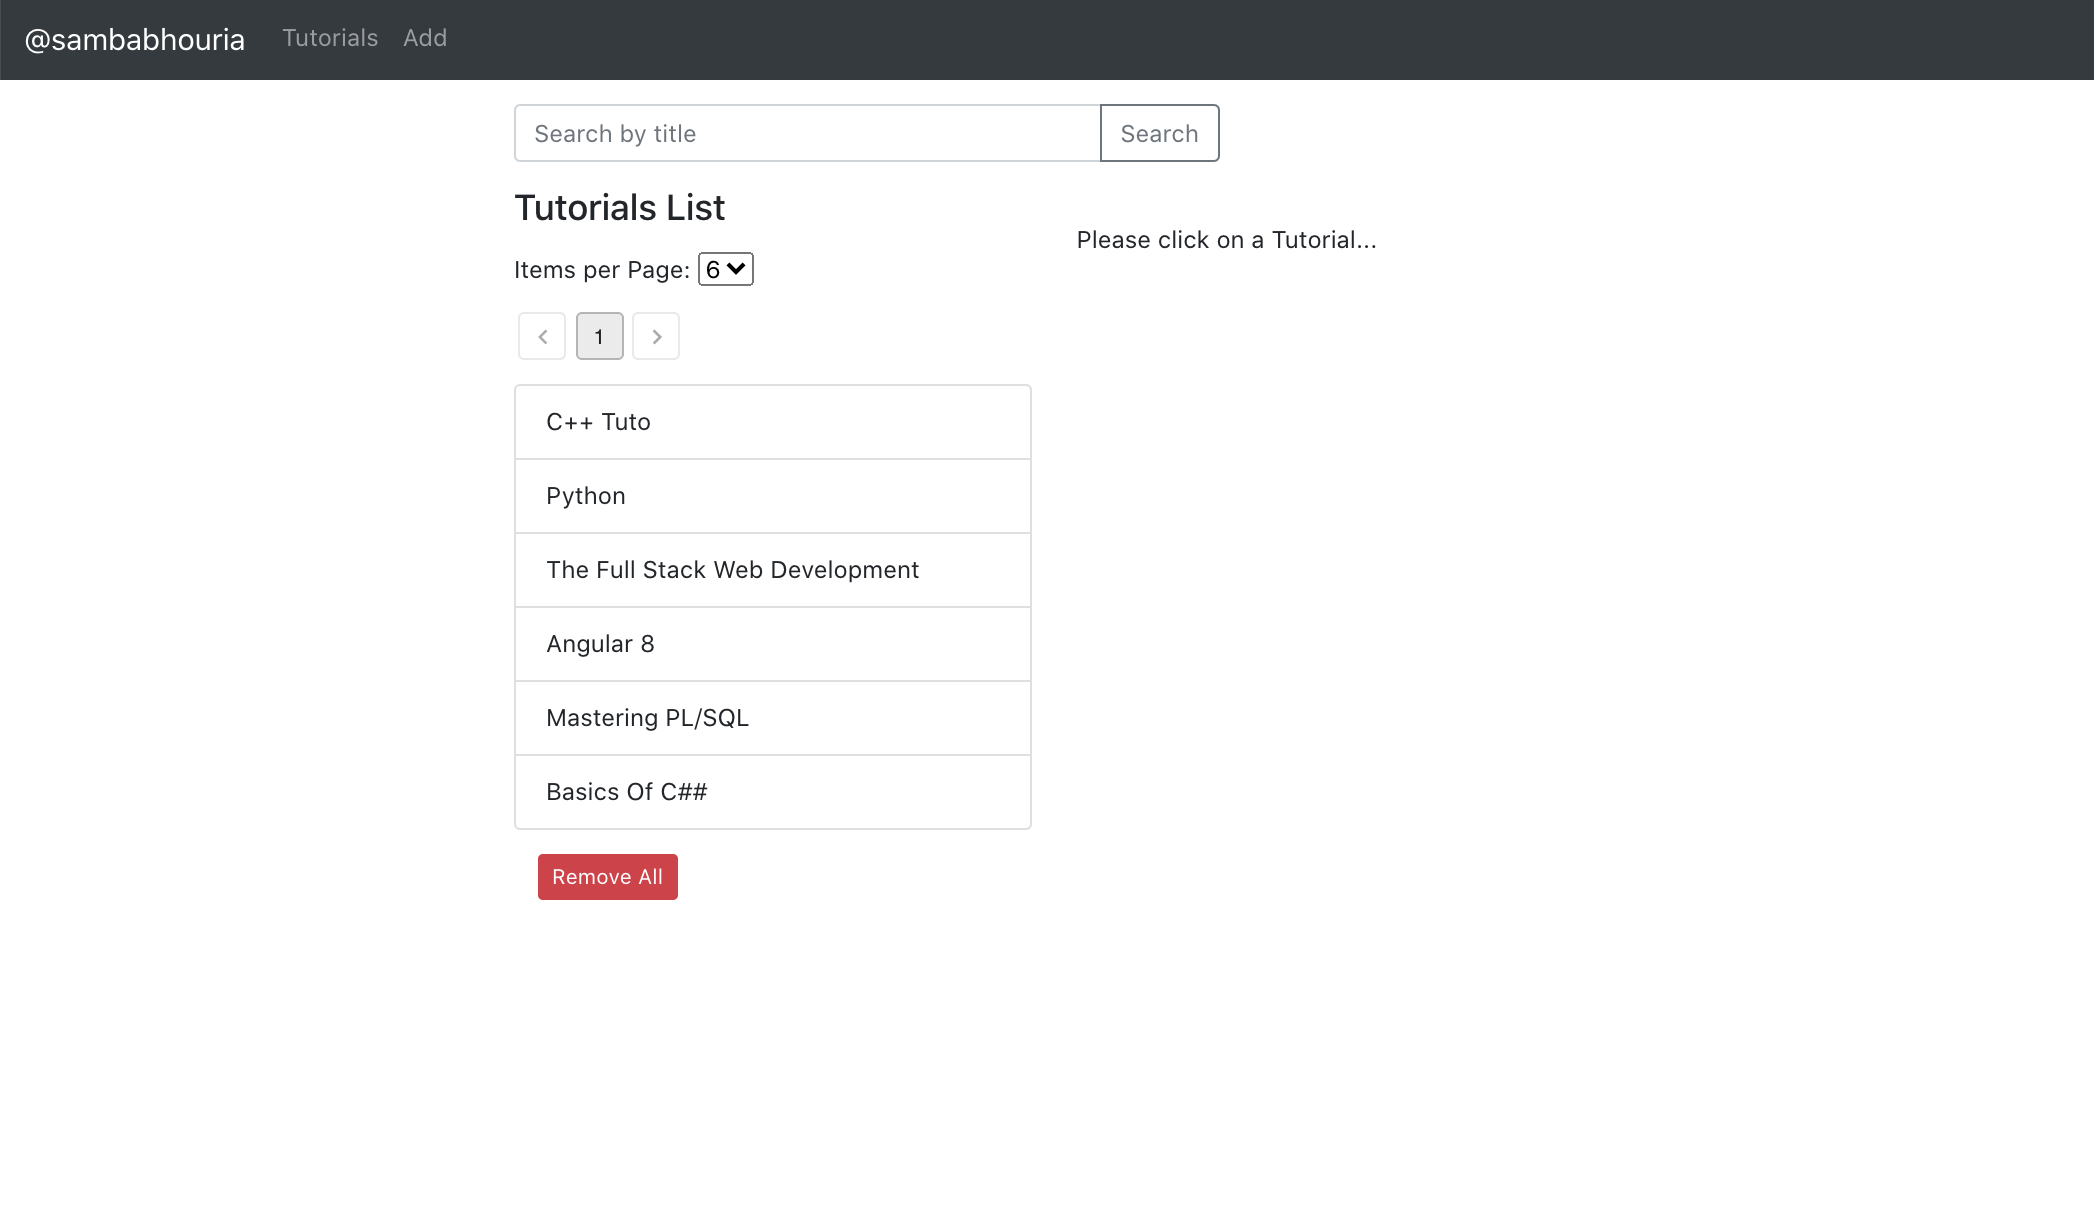 @sambabhouria Tutorials Add
Search by title Search
Tutorials List
Please click on a Tutorial...
Items per Page: 6
1
C++ Tuto
Python
The Full Stack Web Development
Angular 8
Mastering PL/SQL
Basics Of C##
Remove All